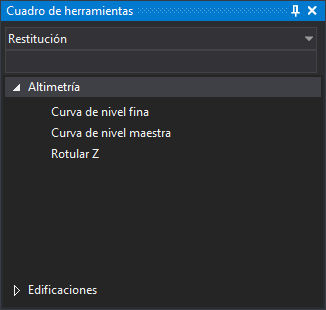 Cuadro de herramientas
Restitución
Altimetría
Curva de nivel fina
Curva de nivel maestra
Rotular Z
Edificaciones